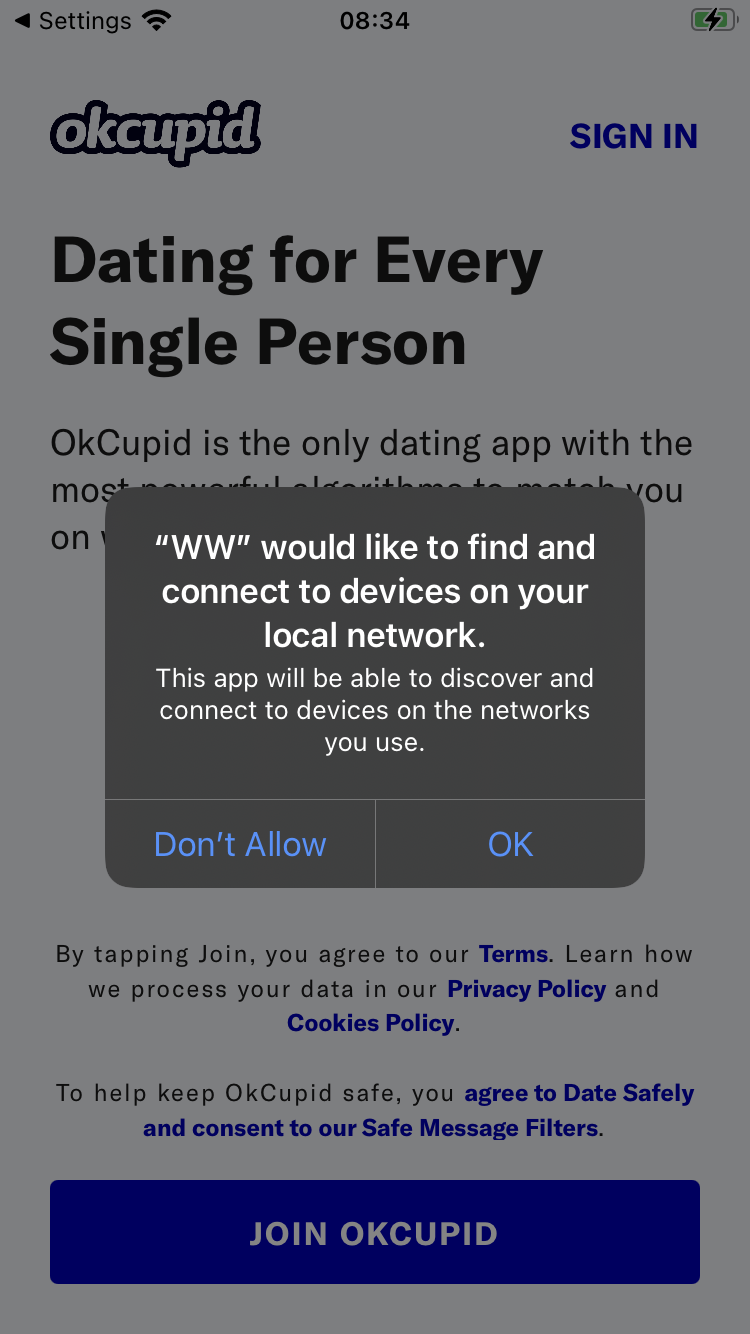 ◀ Settings
08:34
okcupid
SIGN IN
Dating for Every
Single Person
OkCupid is the only dating app with the
most powerful algorithms to match you
on
“WW” would like to find and
connect to devices on your
local network.
This app will be able to discover and
connect to devices on the networks
you use.
Don’t Allow
OK
By tapping Join, you agree to our Terms. Learn how
we process your data in our Privacy Policy and
Cookies Policy.
To help keep OkCupid safe, you agree to Date Safely
and consent to our Safe Message Filters.
JOIN OKCUPID